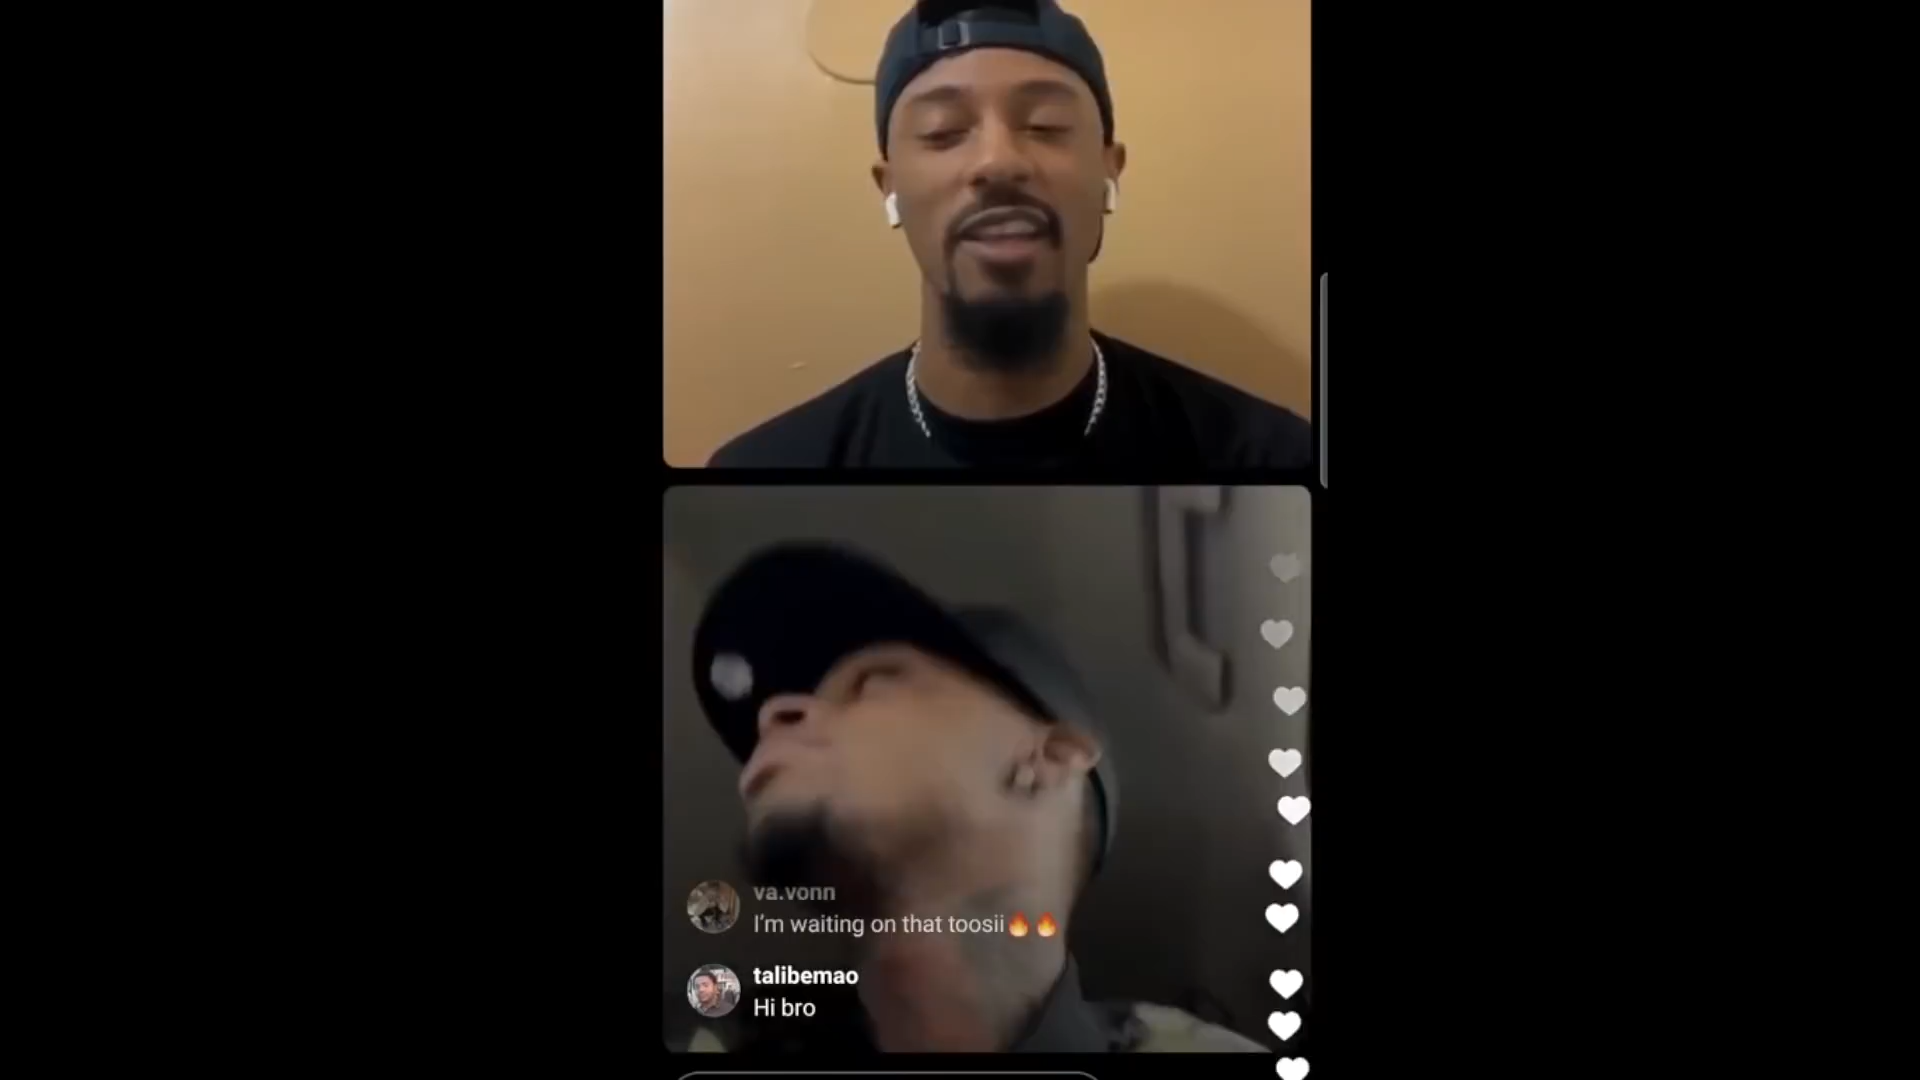 va.vonn
I'm waiting on that toosii🔥🔥
talibemao
Hi bro